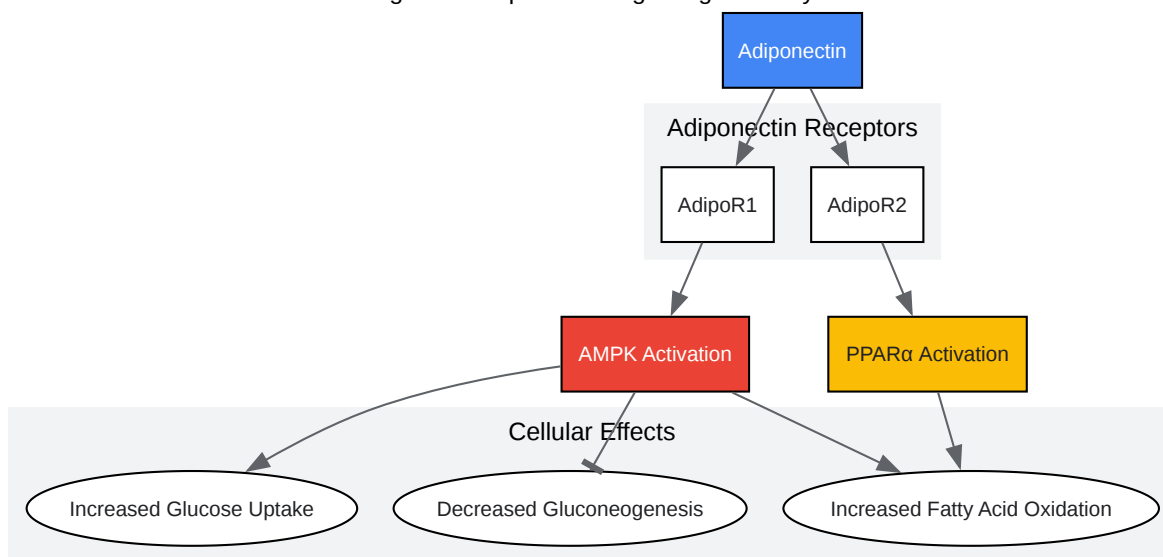 Adiponectin
Adiponectin Receptors
AdipoR1
AdipoR2
AMPK Activation
PPARα Activation
Cellular Effects
Increased Glucose Uptake
Decreased Gluconeogenesis
Increased Fatty Acid Oxidation